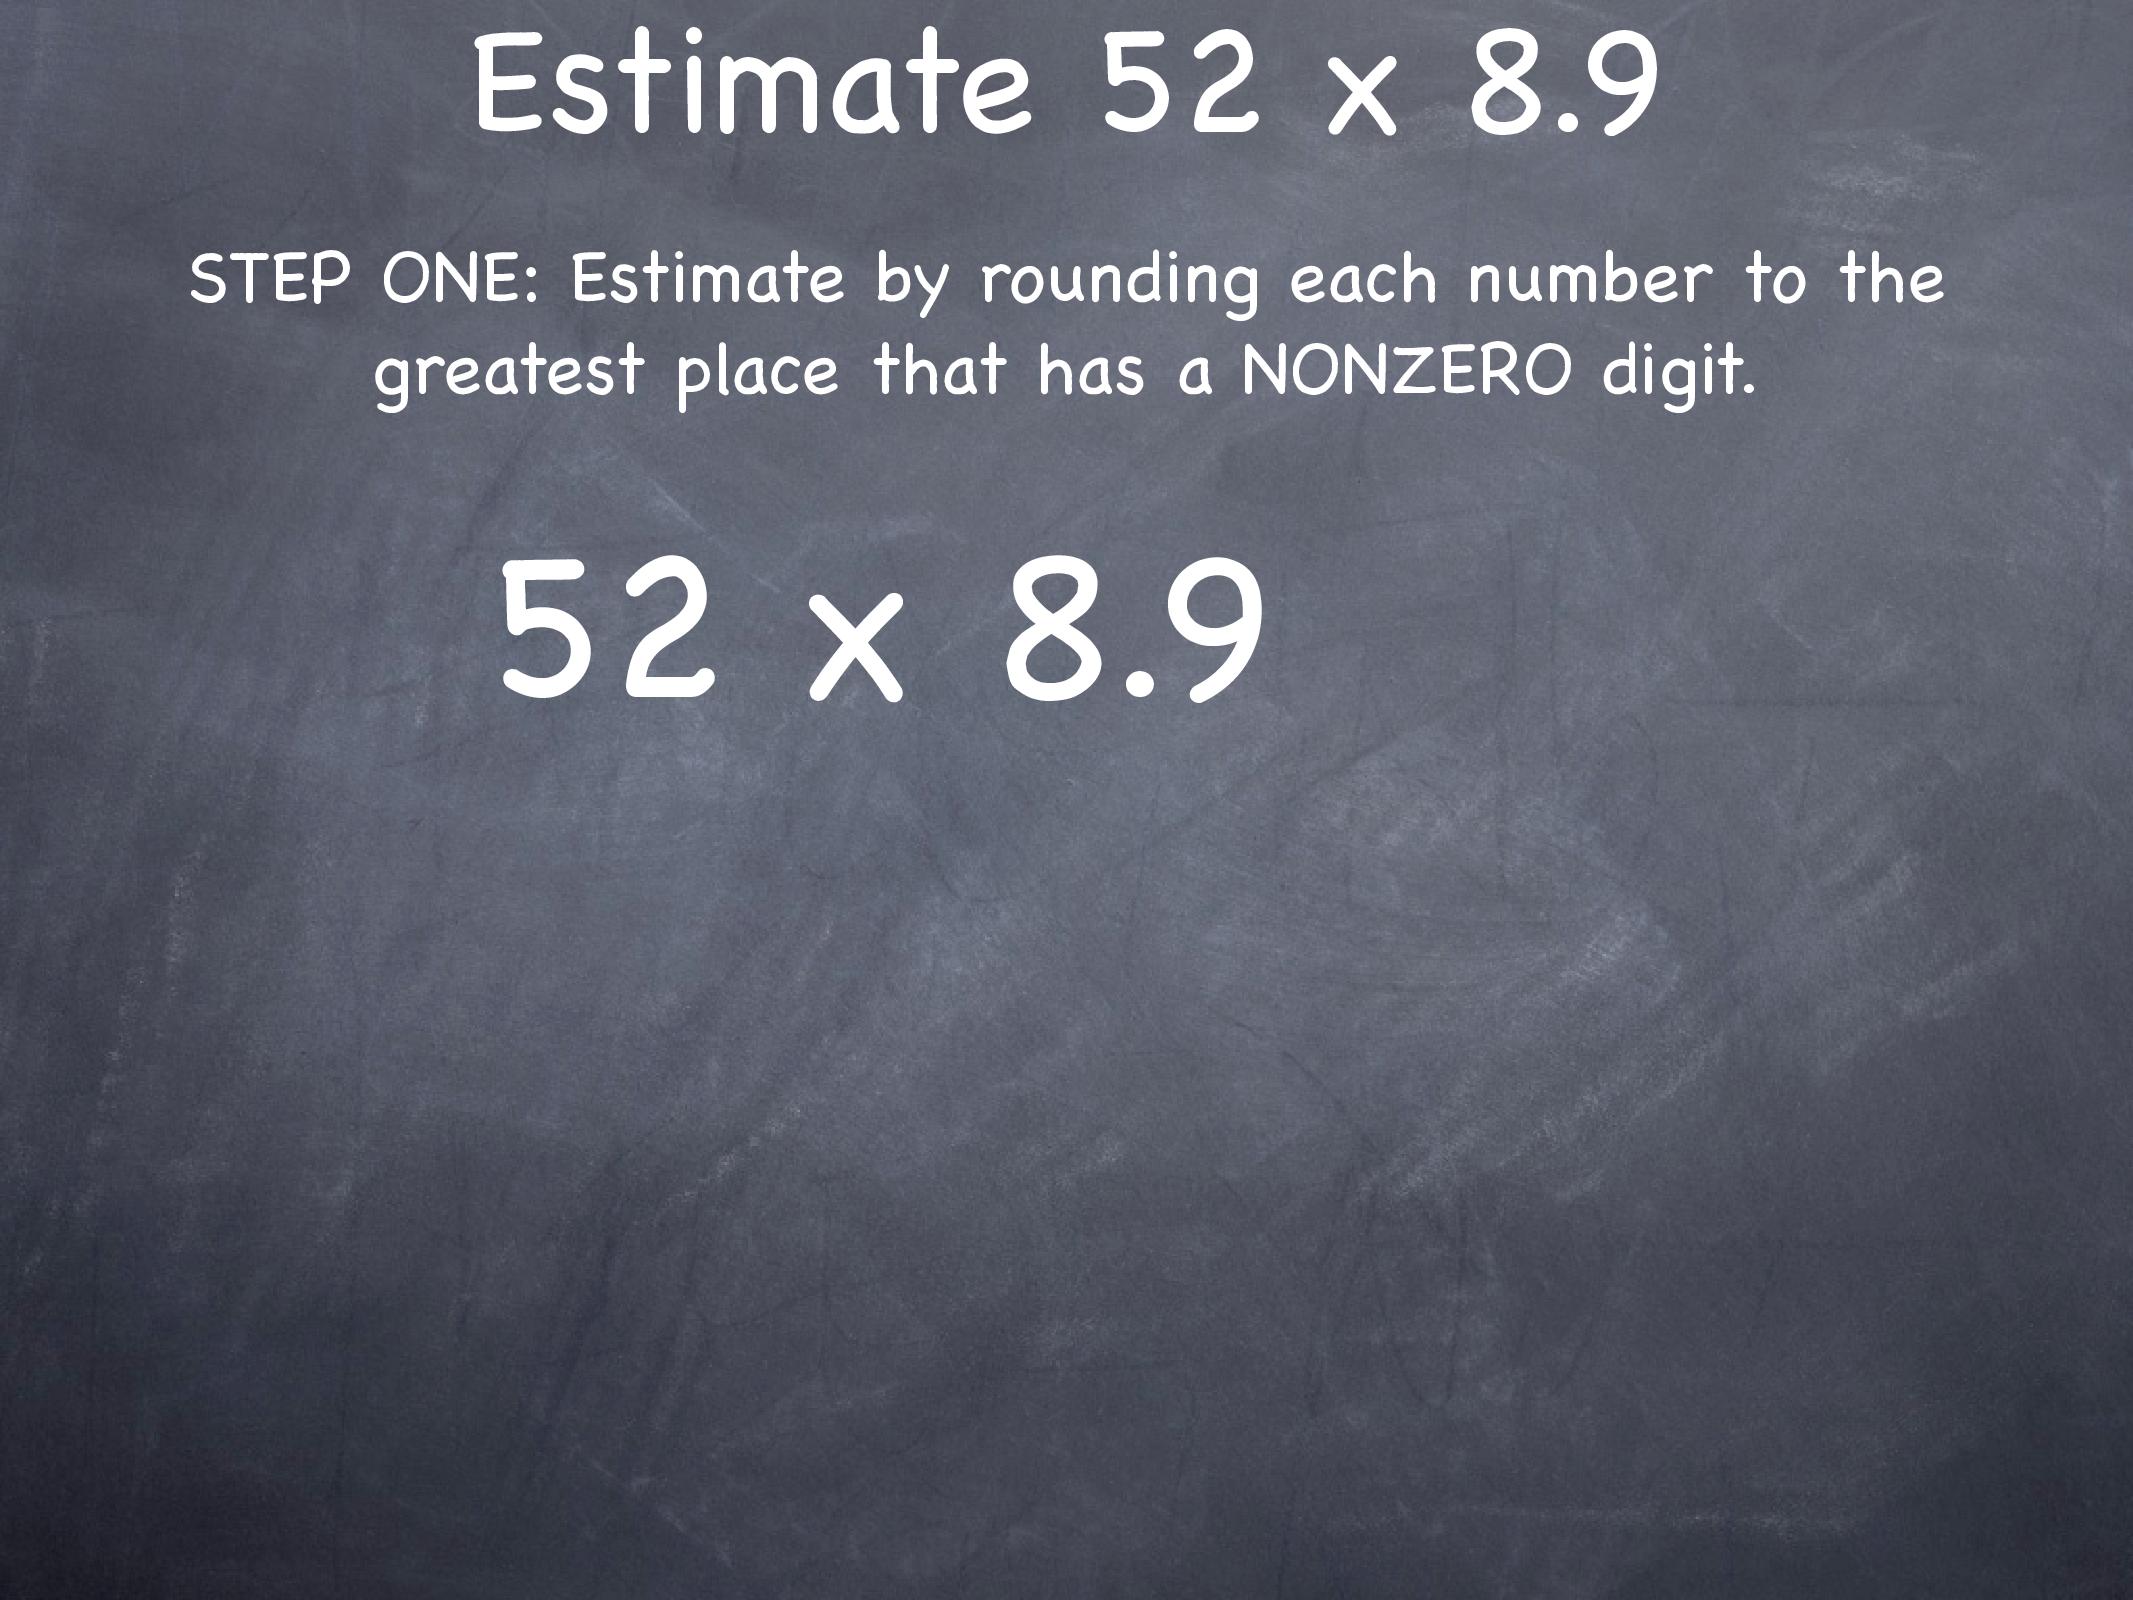 Estimate 52 x 8.9
STEP ONE: Estimate by rounding each number to the
greatest place that has a NONZERO digit.
52 x 8.9